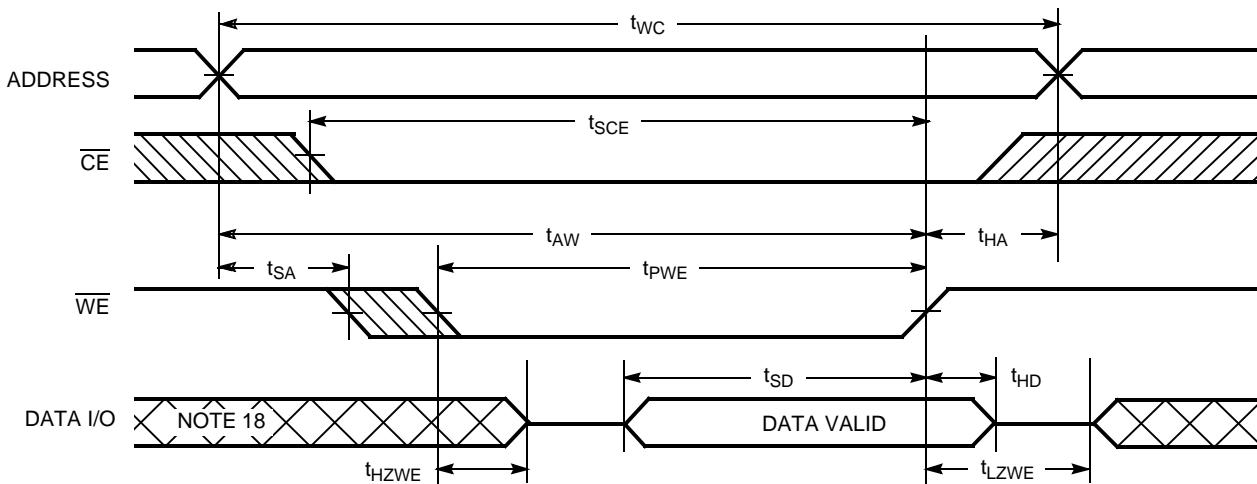 tWC
ADDRESS
tSCE
CE
tAW
tHA
tSA
tPWE
WE
tSD
tHD
DATA I/O
NOTE 18
DATA VALID
tHZWE
tLZWE